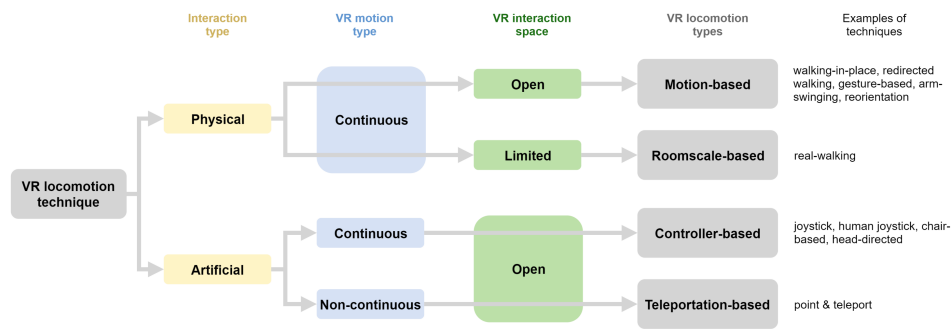 Interaction
type
VR motion
type
VR interaction
space
VR locomotion
types
Examples of
techniques
VR locomotion
technique
Physical
Artificial
Continuous
Continuous
Non-continuous
Open
Limited
Open
Motion-based
Roomscale-based
Controller-based
Teleportation-based
walking-in-place, redirected
walking, gesture-based, arm-
swinging, reorientation
real-walking
joystick, human joystick, chair-
based, head-directed
point & teleport